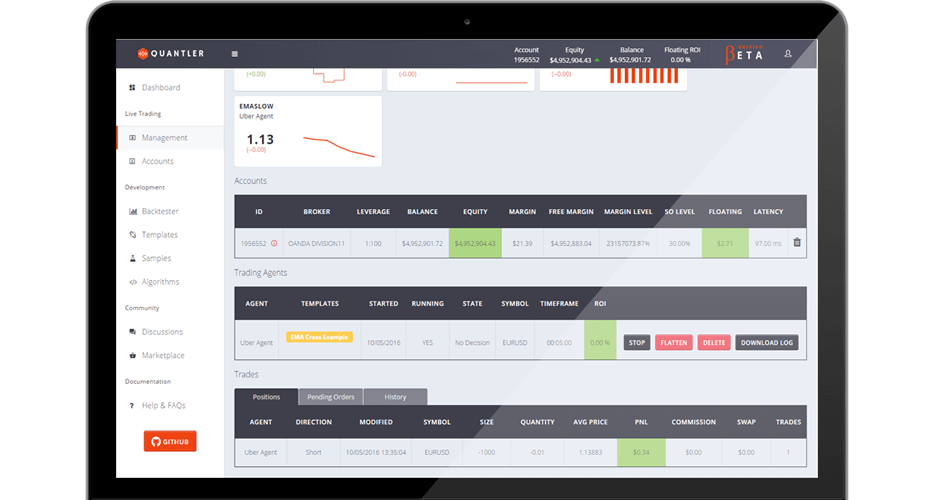 QUANTLER
Account Equity Balance Floating ROI
1956552 $4,952,904.43 $4,952,901.72 0.00 %
βETA
Dashboard
Live Trading
Management
Accounts
Development
Backtester
Templates
Samples
Algorithms
Community
Discussions
Marketplace
Documentation
Help & FAQs
GITHUB
(+0.00) (-0.00) (-0.00)
EMASLOW
Uber Agent
1.13
(-0.00)
Accounts
ID BROKER LEVERAGE BALANCE EQUITY MARGIN FREE MARGIN MARGIN LEVEL SO LEVEL FLOATING LATENCY
1956552 OANDA DIVISION11 1:100 $4,952,901.72 $4,952,904.43 $21.39 $4,952,883.04 23157073.87% 30.00% $2.71 97.00 ms
Trading Agents
AGENT TEMPLATES STARTED RUNNING STATE SYMBOL TIMEFRAME ROI
Uber Agent EMA Cross Example 10/05/2016 YES No Decision EURUSD 00:05:00 0.00 % STOP FLATTEN DELETE DOWNLOAD LOG
Trades
Positions Pending Orders History
AGENT DIRECTION MODIFIED SYMBOL SIZE QUANTITY AVG PRICE PNL COMMISSION SWAP TRADES
Uber Agent Short 10/05/2016 13:35:04 EURUSD -1000 -0.01 1.13883 $0.34 $0.00 $0.00 1